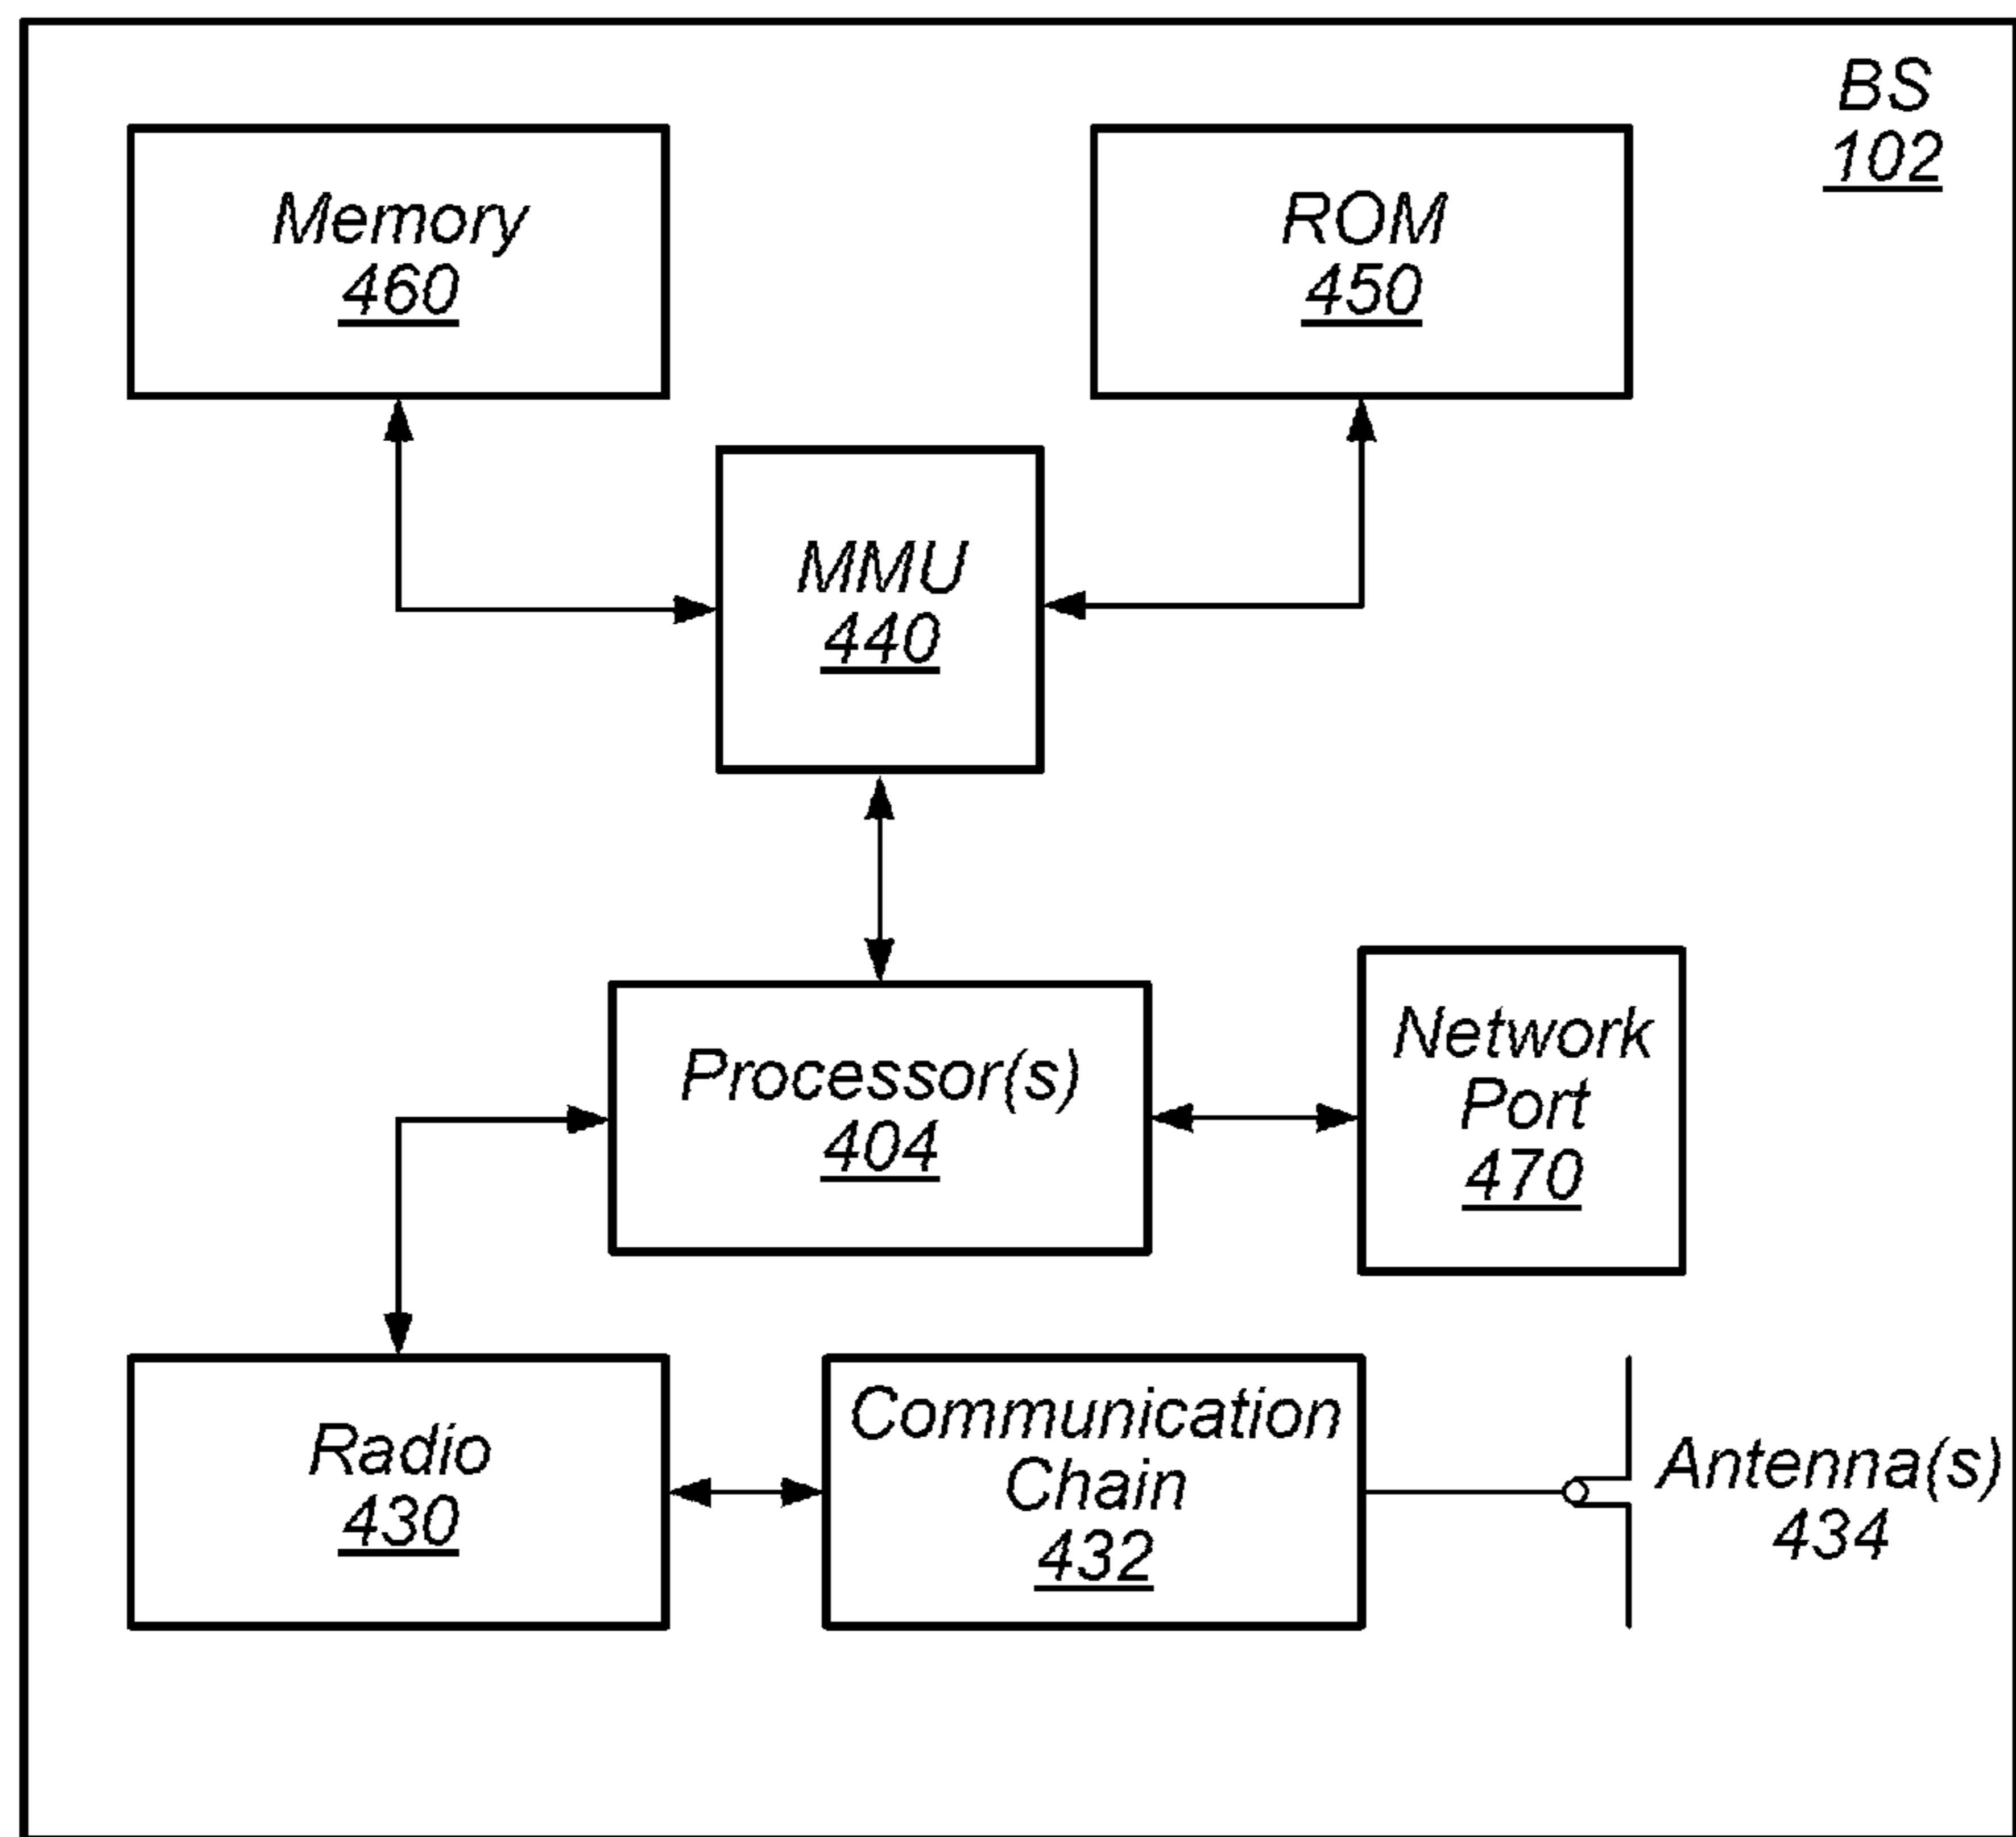 BS
102
Memory
460
ROM
450
MMU
440
Processor(s)
404
Network
Port
470
Radio
430
Communication
Chain
432
Antenna(s)
434